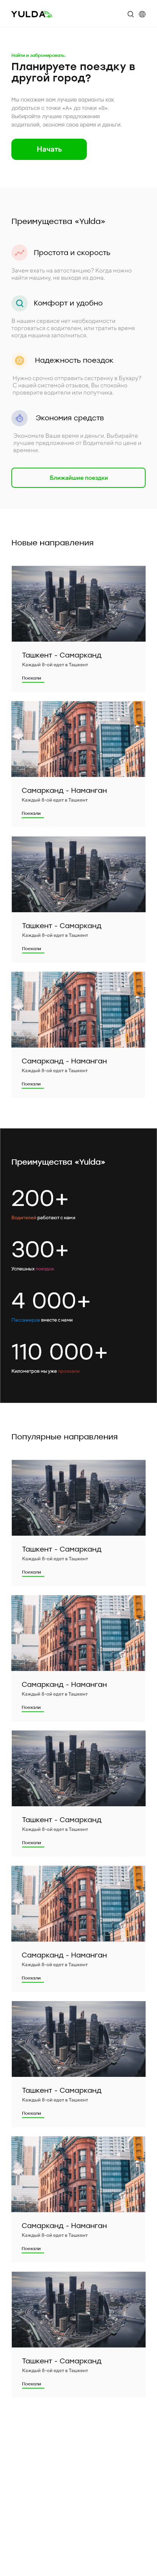 YULDA
Найти и забронировать.
Планируете поездку в
другой город?
Мы покажем вам лучшие варианты как
добраться с точки «А» до точки «В».
Выбирайте лучшее предложение
водителей, экономя свое время и деньги
Начать
Преимущества «Yulda»
Простота и скорость
Зачем ехать на автостанцию? Когда можно
найти машину, не выходя из дома.
Комфорт и удобно
В нашем сервисе нет необходимости
торговаться с водителем, или тратить время
когда машина заполнится.
Надежность поездок
Нужно срочно отправить сестренку в Бухару?
С нашей системой отзывов, Вы спокойно
проверите водителя или попутчика.
Экономия средств
Экономьте Ваше время и деньги. Выбирайте
лучшие предложения от Водителей по цене и
времени.
Ближайшие поездки
Новые направления
Ташкент - Самарканд
Каждый 8-ой едет в Ташкент
Поехали
Самарканд - Наманган
Каждый 8-ой едет в Ташкент
Поехали
Ташкент - Самарканд
Каждый 8-ой едет в Ташкент
Поехали
Самарканд - Наманган
Каждый 8-ой едет в Ташкент
Поехали
Преимущества «Yulda»
200+
Водителей работают с нами
300+
Успешных поездок
4 000+
Пассажиров вместе с нами
110 000+
Километров мы уже проехали
Популярные направления
Ташкент - Самарканд
Каждый 8-ой едет в Ташкент
Поехали
Самарканд - Наманган
Каждый 8-ой едет в Ташкент
Поехали
Ташкент - Самарканд
Каждый 8-ой едет в Ташкент
Поехали
Самарканд - Наманган
Каждый 8-ой едет в Ташкент
Поехали
Ташкент - Самарканд
Каждый 8-ой едет в Ташкент
Поехали
Самарканд - Наманган
Каждый 8-ой едет в Ташкент
Поехали
Ташкент - Самарканд
Каждый 8-ой едет в Ташкент
Поехали